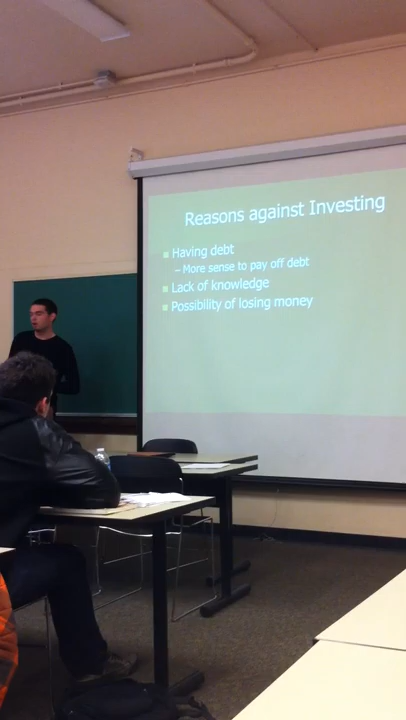 Reasons against Investing
Having debt
– More sense to pay off debt
Lack of knowledge
Possibility of losing money